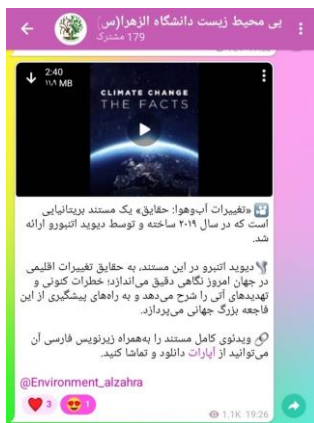 یی محیط زیست دانشگاه الزهرا(س)
179 مشترک
2:40
۱۱٫۹ MB
CLIMATE CHANGE
THE FACTS
«تغییرات آب‌وهوا: حقایق» یک مستند بریتانیایی
است که در سال ۲۰۱۹ ساخته و توسط دیوید اتنبورو ارائه
شد.
دیوید اتنبرو در این مستند، به حقایق تغییرات اقلیمی
در جهان امروز نگاهی دقیق می‌اندازد؛ خطرات کنونی و
تهدیدهای آتی را شرح می‌دهد و به راه‌های پیشگیری از این
فاجعه بزرگ جهانی می‌پردازد.
ویدئوی کامل مستند را به‌همراه زیرنویس فارسی آن
می‌توانید از آپارات دانلود و تماشا کنید.
@Environment_alzahra
3
1
1.1K 19:26